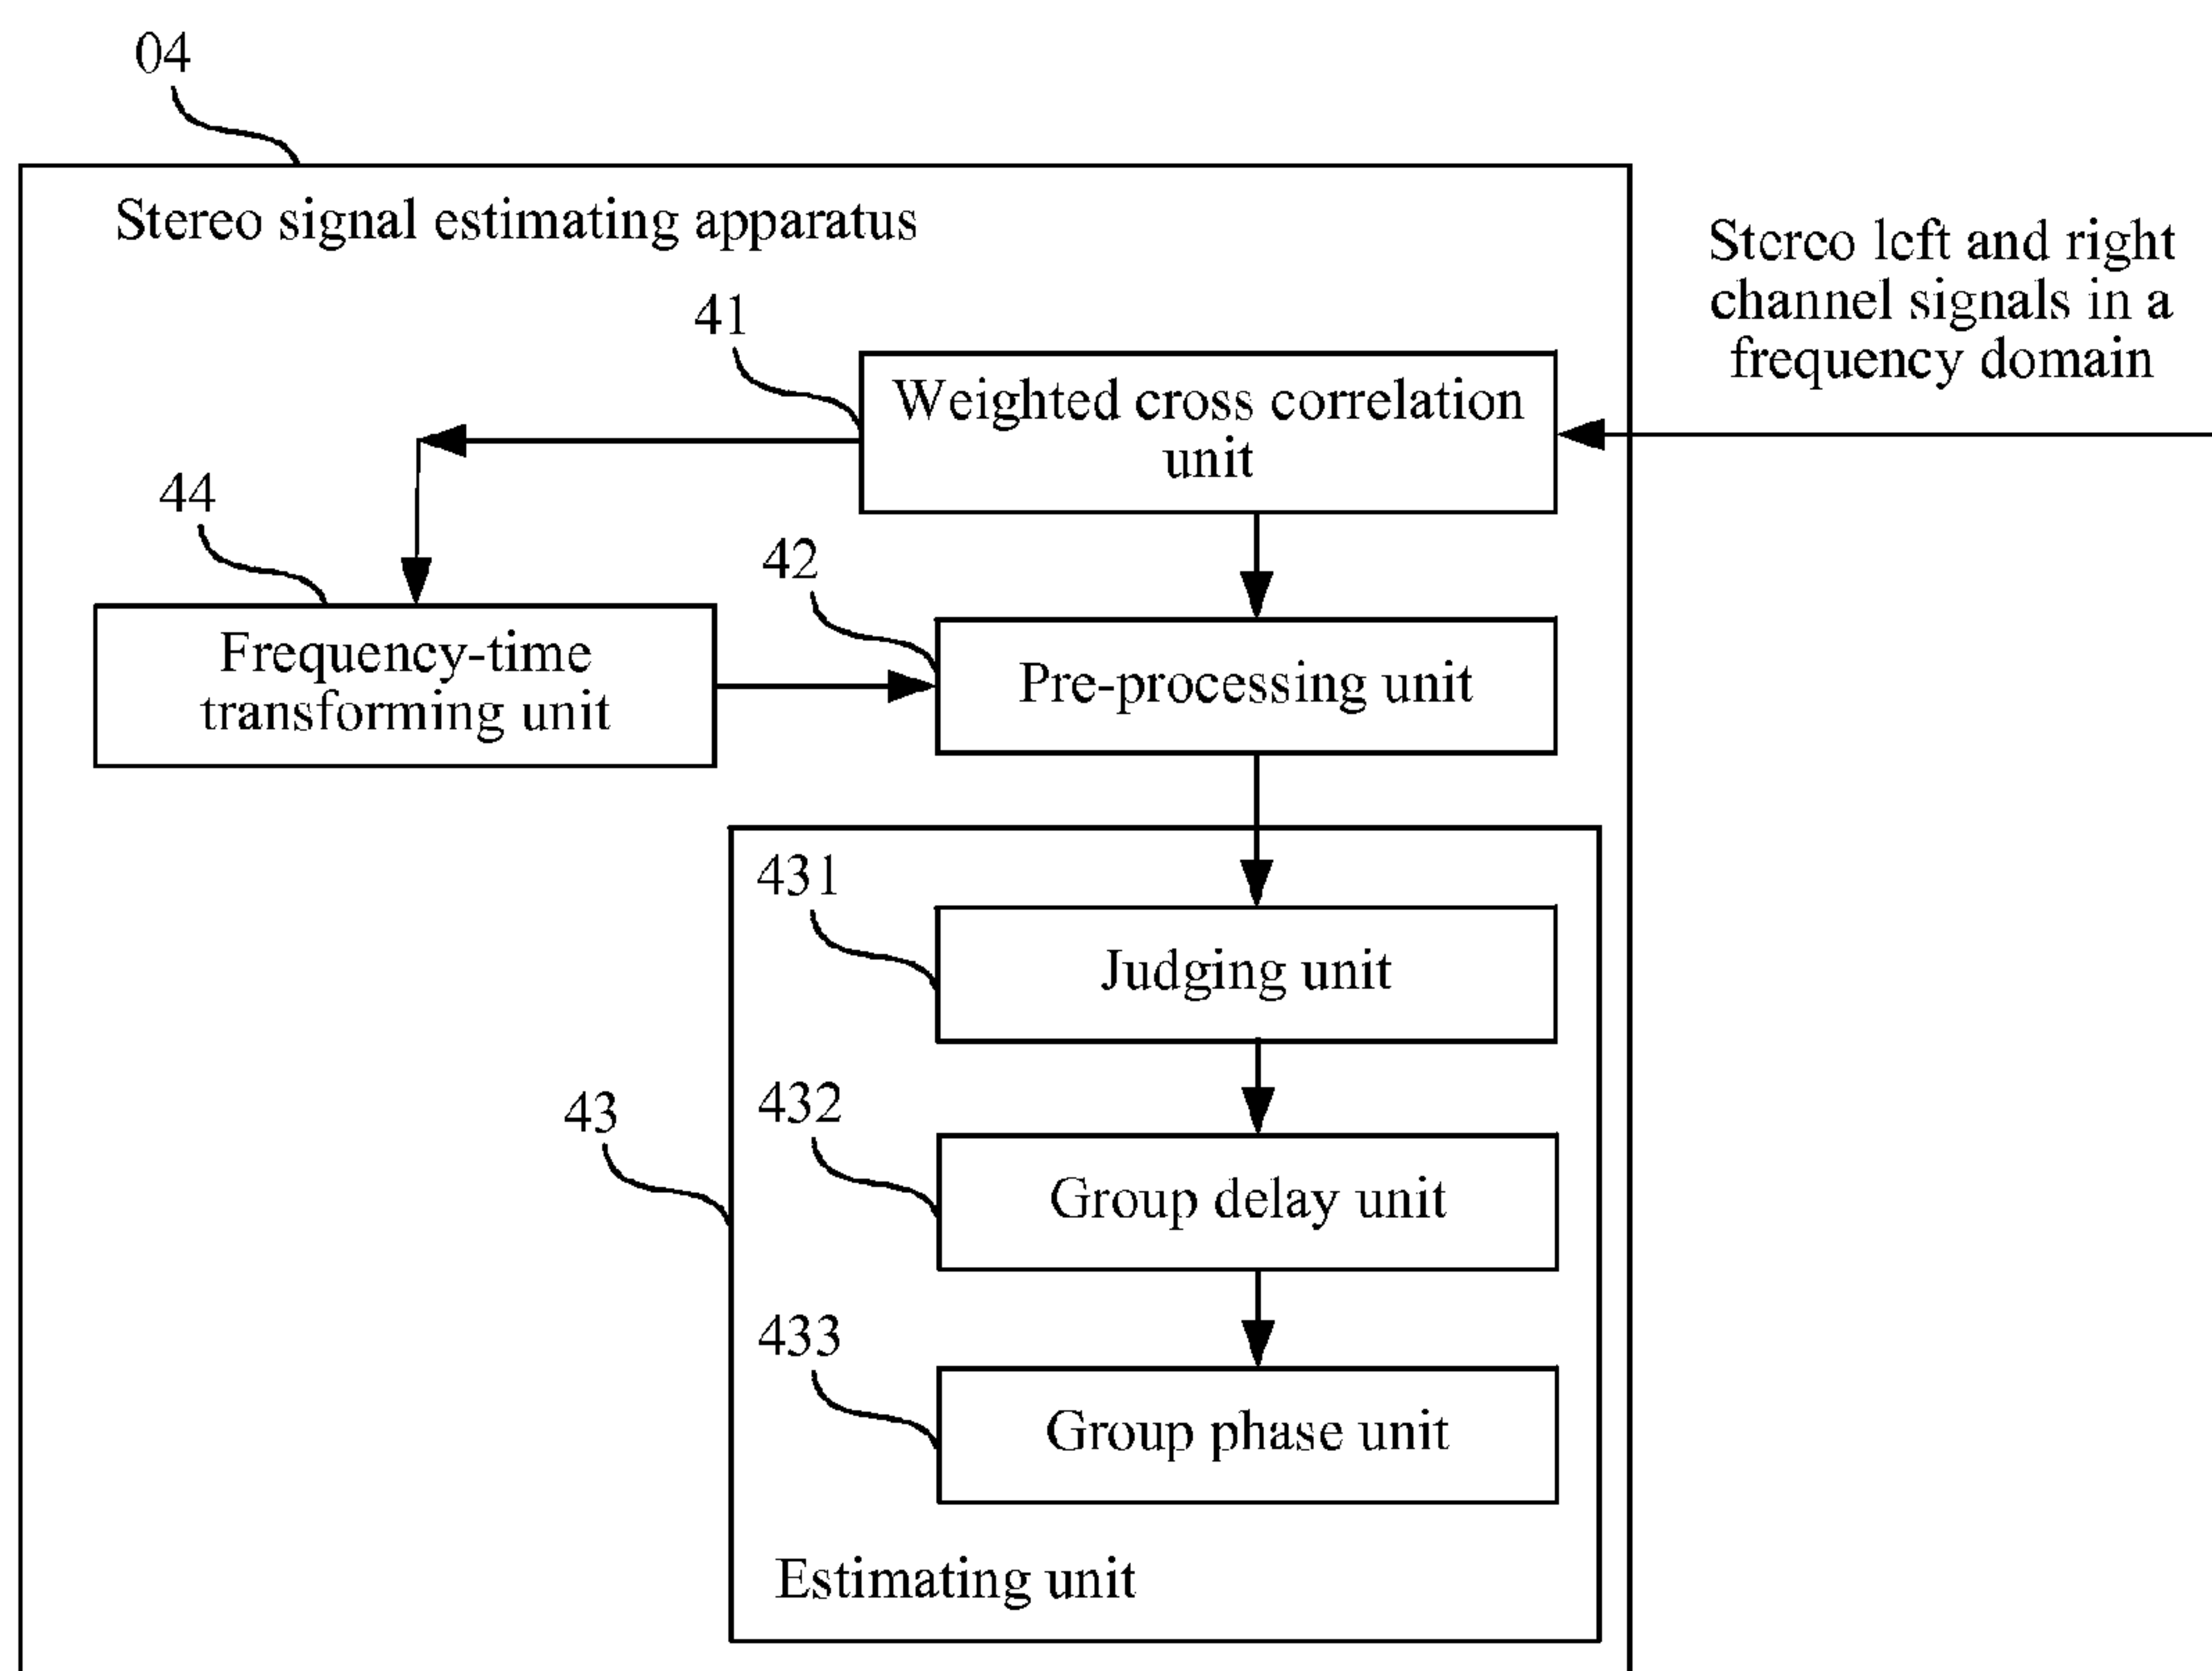 04
Stereo signal estimating apparatus
Stereo left and right
channel signals in a
frequency domain
41
Weighted cross correlation
unit
44
42
Frequency-time
transforming unit
Pre-processing unit
431
Judging unit
43
432
Group delay unit
433
Group phase unit
Estimating unit